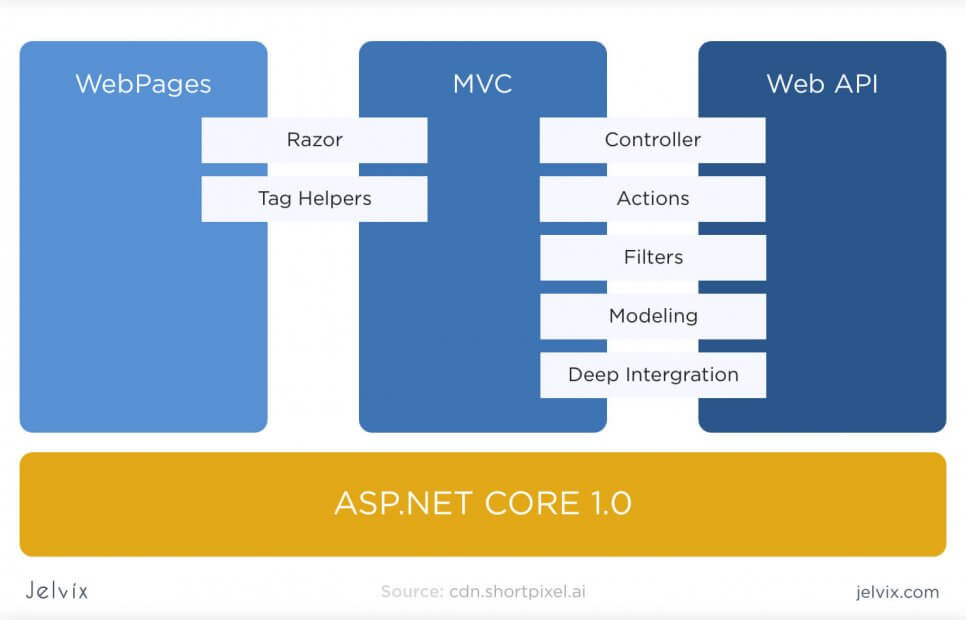 WebPages
MVC
Web API
Razor
Controller
Tag Helpers
Actions
Filters
Modeling
Deep Intergration
ASP.NET CORE 1.0
Jelvix
Source: cdn.shortpixel.ai
jelvix.com